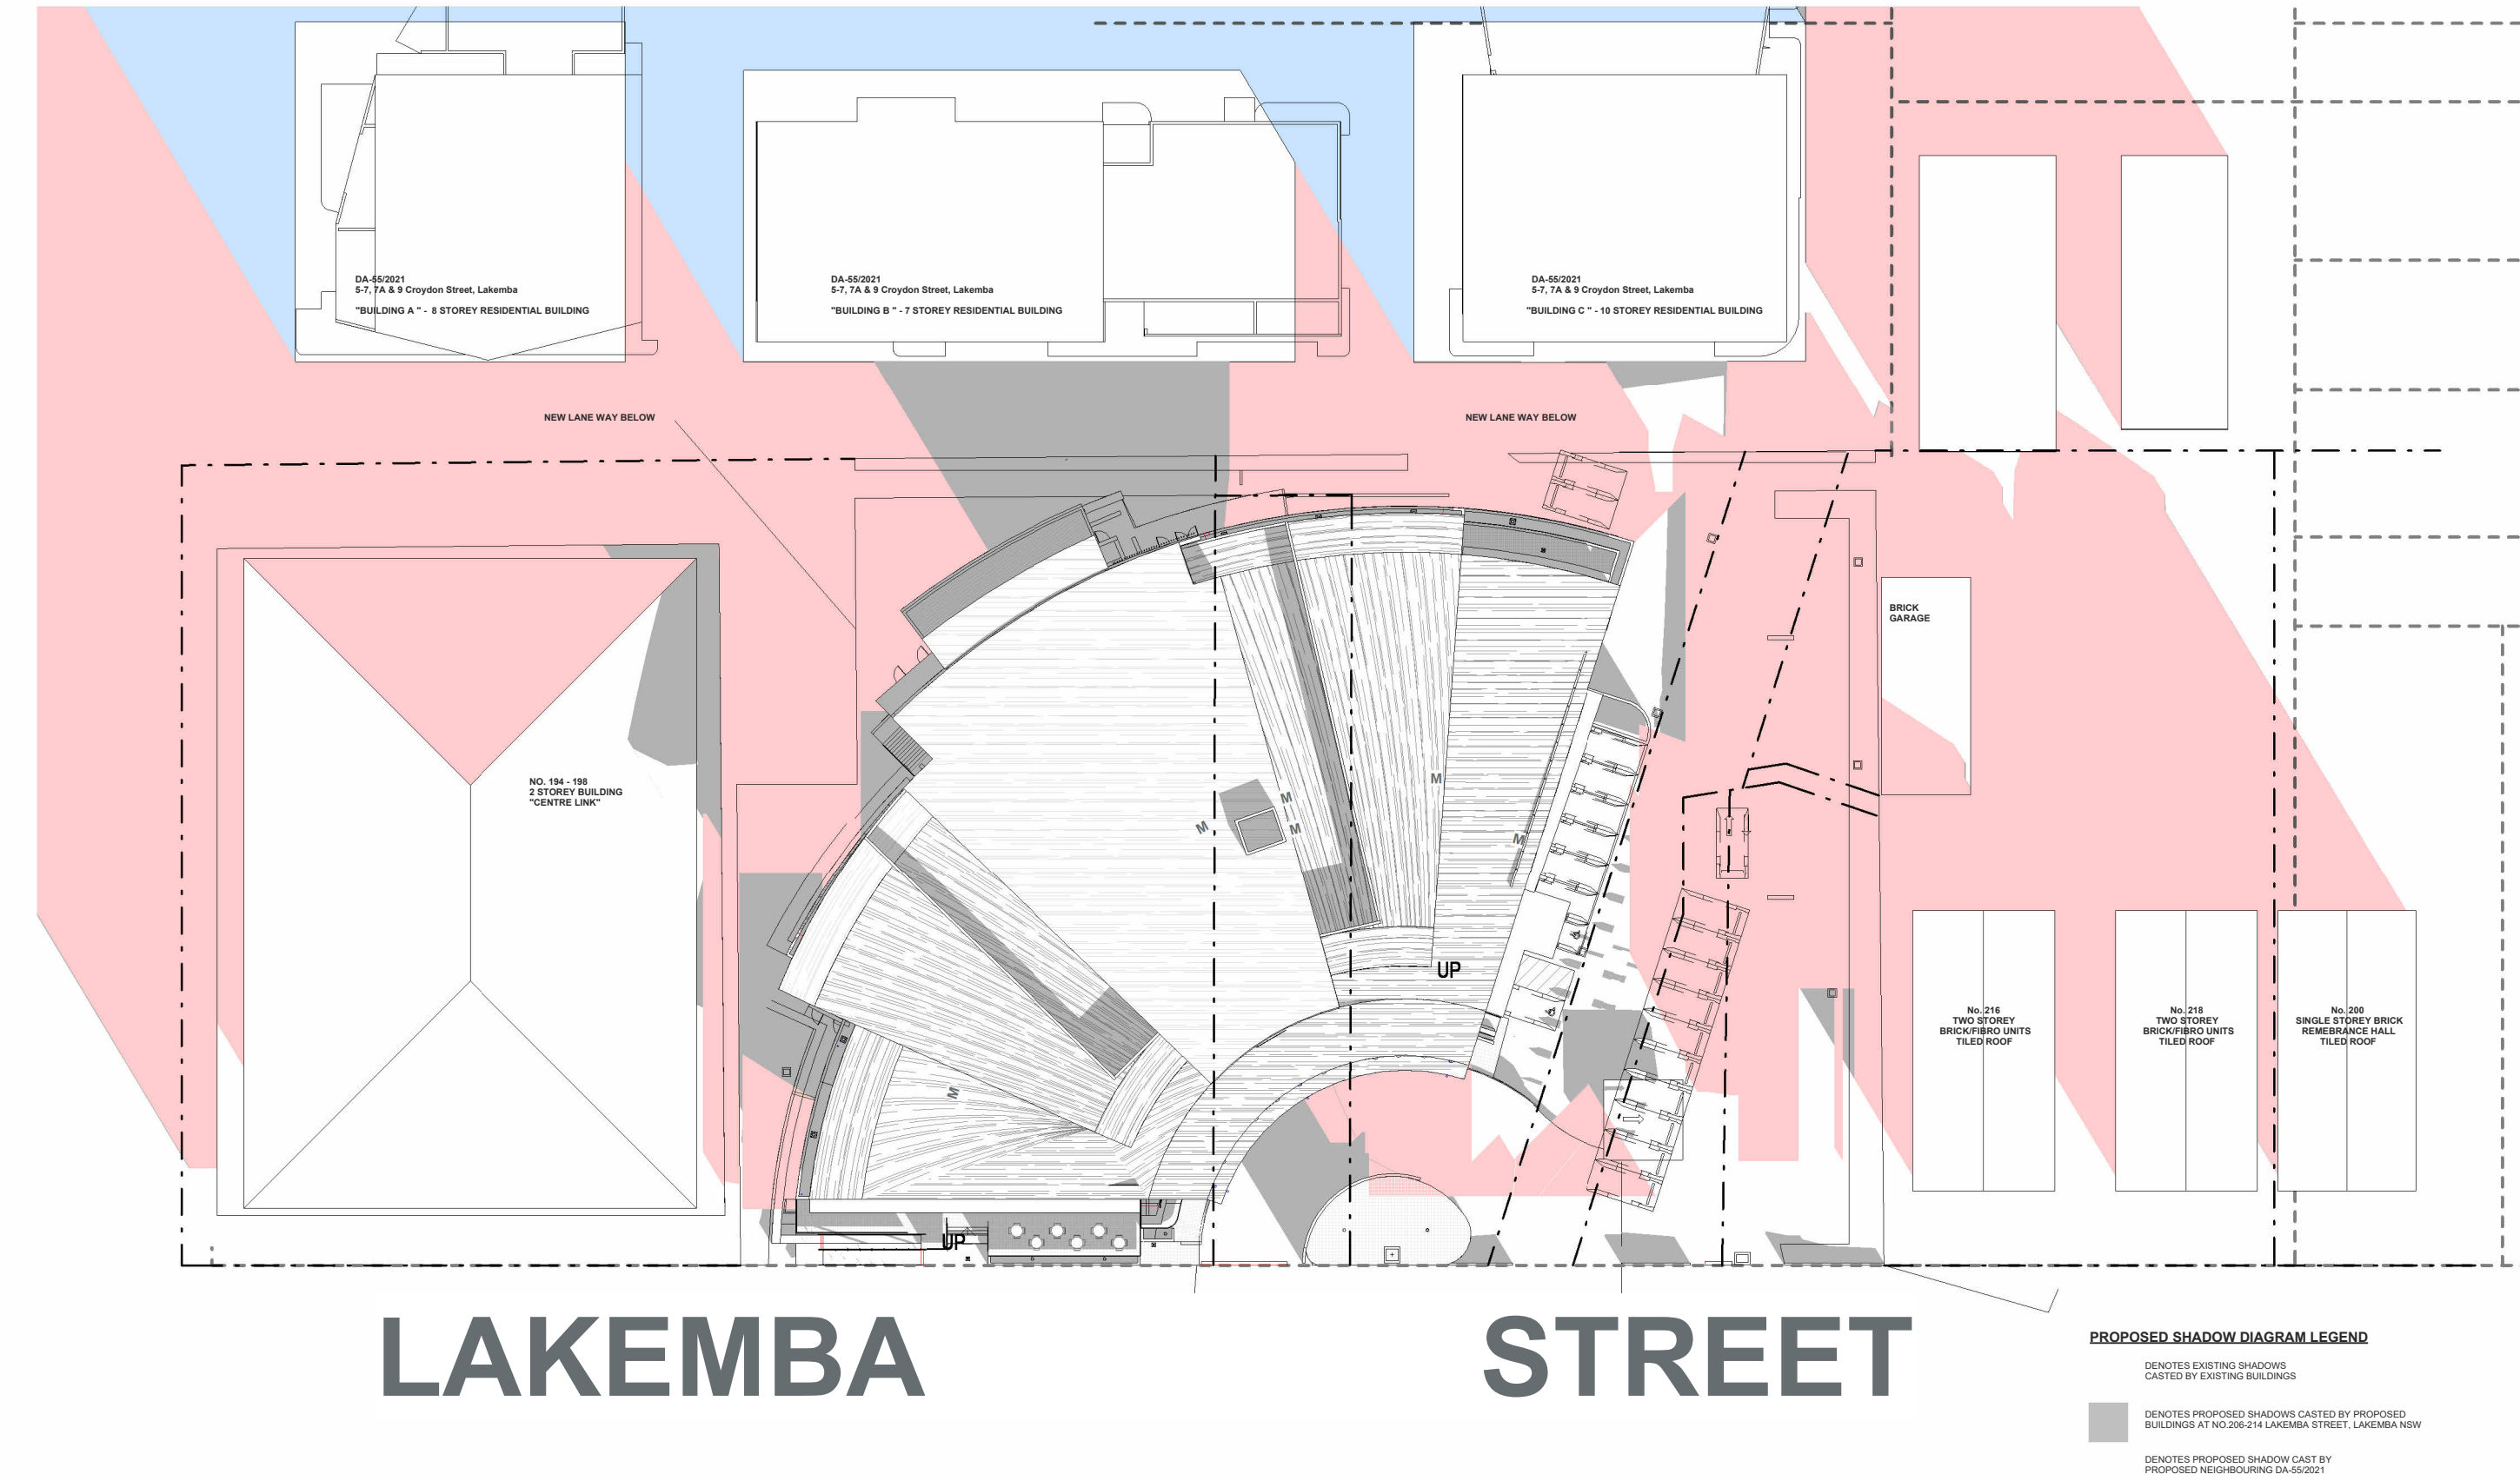 DA-55/2021
5-7, 7A & 9 Croydon Street, Lakemba
"BUILDING A " - 8 STOREY RESIDENTIAL BUILDING
DA-55/2021
5-7, 7A & 9 Croydon Street, Lakemba
"BUILDING B " - 7 STOREY RESIDENTIAL BUILDING
DA-55/2021
5-7, 7A & 9 Croydon Street, Lakemba
"BUILDING C " - 10 STOREY RESIDENTIAL BUILDING
NEW LANE WAY BELOW
NEW LANE WAY BELOW
BRICK
GARAGE
NO. 194 - 198
2 STOREY BUILDING
"CENTRE LINK"
M
M
M
M
M
M
M
UP
No. 216
TWO STOREY
BRICK/FIBRO UNITS
TILED ROOF
No. 218
TWO STOREY
BRICK/FIBRO UNITS
TILED ROOF
No. 200
SINGLE STOREY BRICK
REMEBRANCE HALL
TILED ROOF
UP
LAKEMBA STREET
PROPOSED SHADOW DIAGRAM LEGEND
DENOTES EXISTING SHADOWS
CASTED BY EXISTING BUILDINGS
DENOTES PROPOSED SHADOWS CASTED BY PROPOSED
BUILDINGS AT NO.206-214 LAKEMBA STREET, LAKEMBA NSW
DENOTES PROPOSED SHADOW CAST BY
PROPOSED NEIGHBOURING DA-55/2021